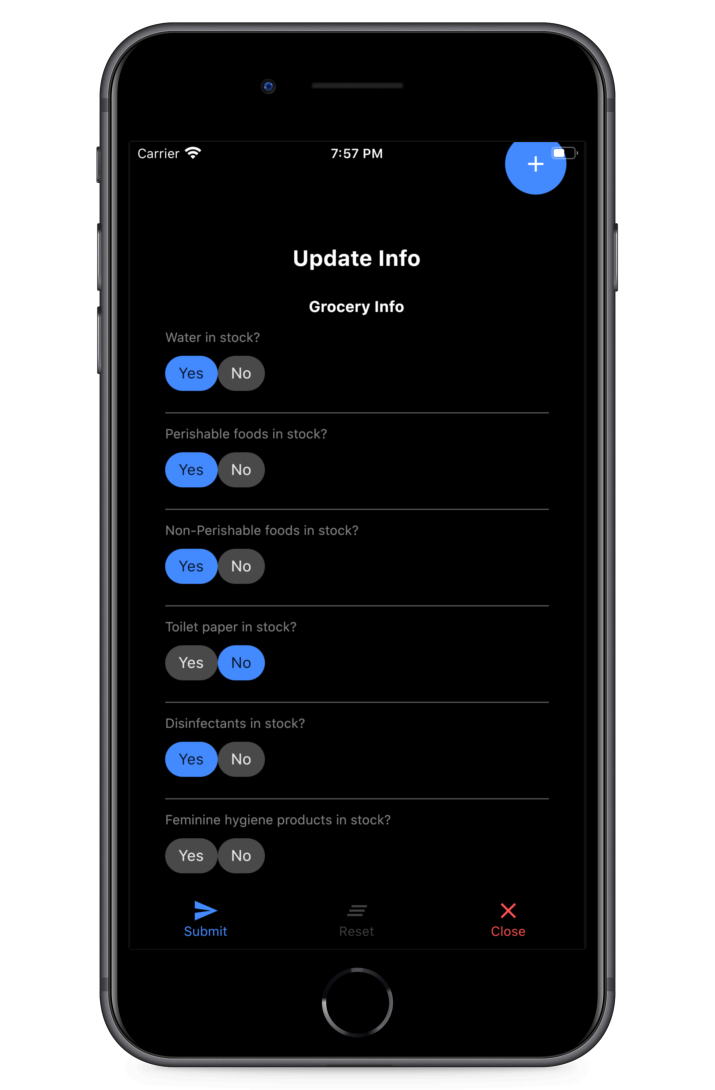 Carrier 7:57 PM
+
Update Info
Grocery Info
Water in stock?
Yes No
Perishable foods in stock?
Yes No
Non-Perishable foods in stock?
Yes No
Toilet paper in stock?
Yes No
Disinfectants in stock?
Yes No
Feminine hygiene products in stock?
Yes No
Submit Reset Close